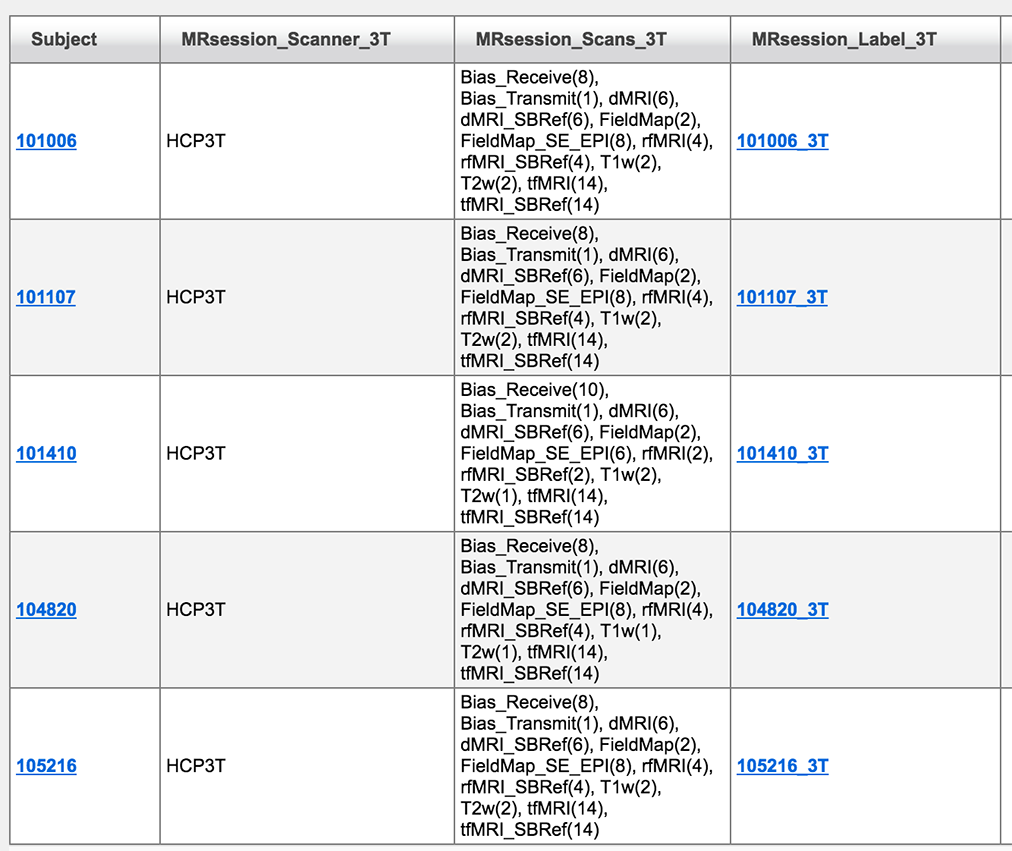 Subject MRsession_Scanner_3T MRsession_Scans_3T MRsession_Label_3T
101006 HCP3T
Bias_Receive(8),
Bias_Transmit(1), dMRI(6),
dMRI_SBRef(6), FieldMap(2),
FieldMap_SE_EPI(8), rfMRI(4),
rfMRI_SBRef(4), T1w(2),
T2w(2), tfMRI(14),
tfMRI_SBRef(14)
101006_3T
101107 HCP3T
Bias_Receive(8),
Bias_Transmit(1), dMRI(6),
dMRI_SBRef(6), FieldMap(2),
FieldMap_SE_EPI(8), rfMRI(4),
rfMRI_SBRef(4), T1w(2),
T2w(2), tfMRI(14),
tfMRI_SBRef(14)
101107_3T
101410 HCP3T
Bias_Receive(10),
Bias_Transmit(1), dMRI(6),
dMRI_SBRef(6), FieldMap(2),
FieldMap_SE_EPI(6), rfMRI(2),
rfMRI_SBRef(2), T1w(2),
T2w(1), tfMRI(14),
tfMRI_SBRef(14)
101410_3T
104820 HCP3T
Bias_Receive(8),
Bias_Transmit(1), dMRI(6),
dMRI_SBRef(6), FieldMap(2),
FieldMap_SE_EPI(8), rfMRI(4),
rfMRI_SBRef(4), T1w(1),
T2w(1), tfMRI(14),
tfMRI_SBRef(14)
104820_3T
105216 HCP3T
Bias_Receive(8),
Bias_Transmit(1), dMRI(6),
dMRI_SBRef(6), FieldMap(2),
FieldMap_SE_EPI(8), rfMRI(4),
rfMRI_SBRef(4), T1w(2),
T2w(2), tfMRI(14),
tfMRI_SBRef(14)
105216_3T